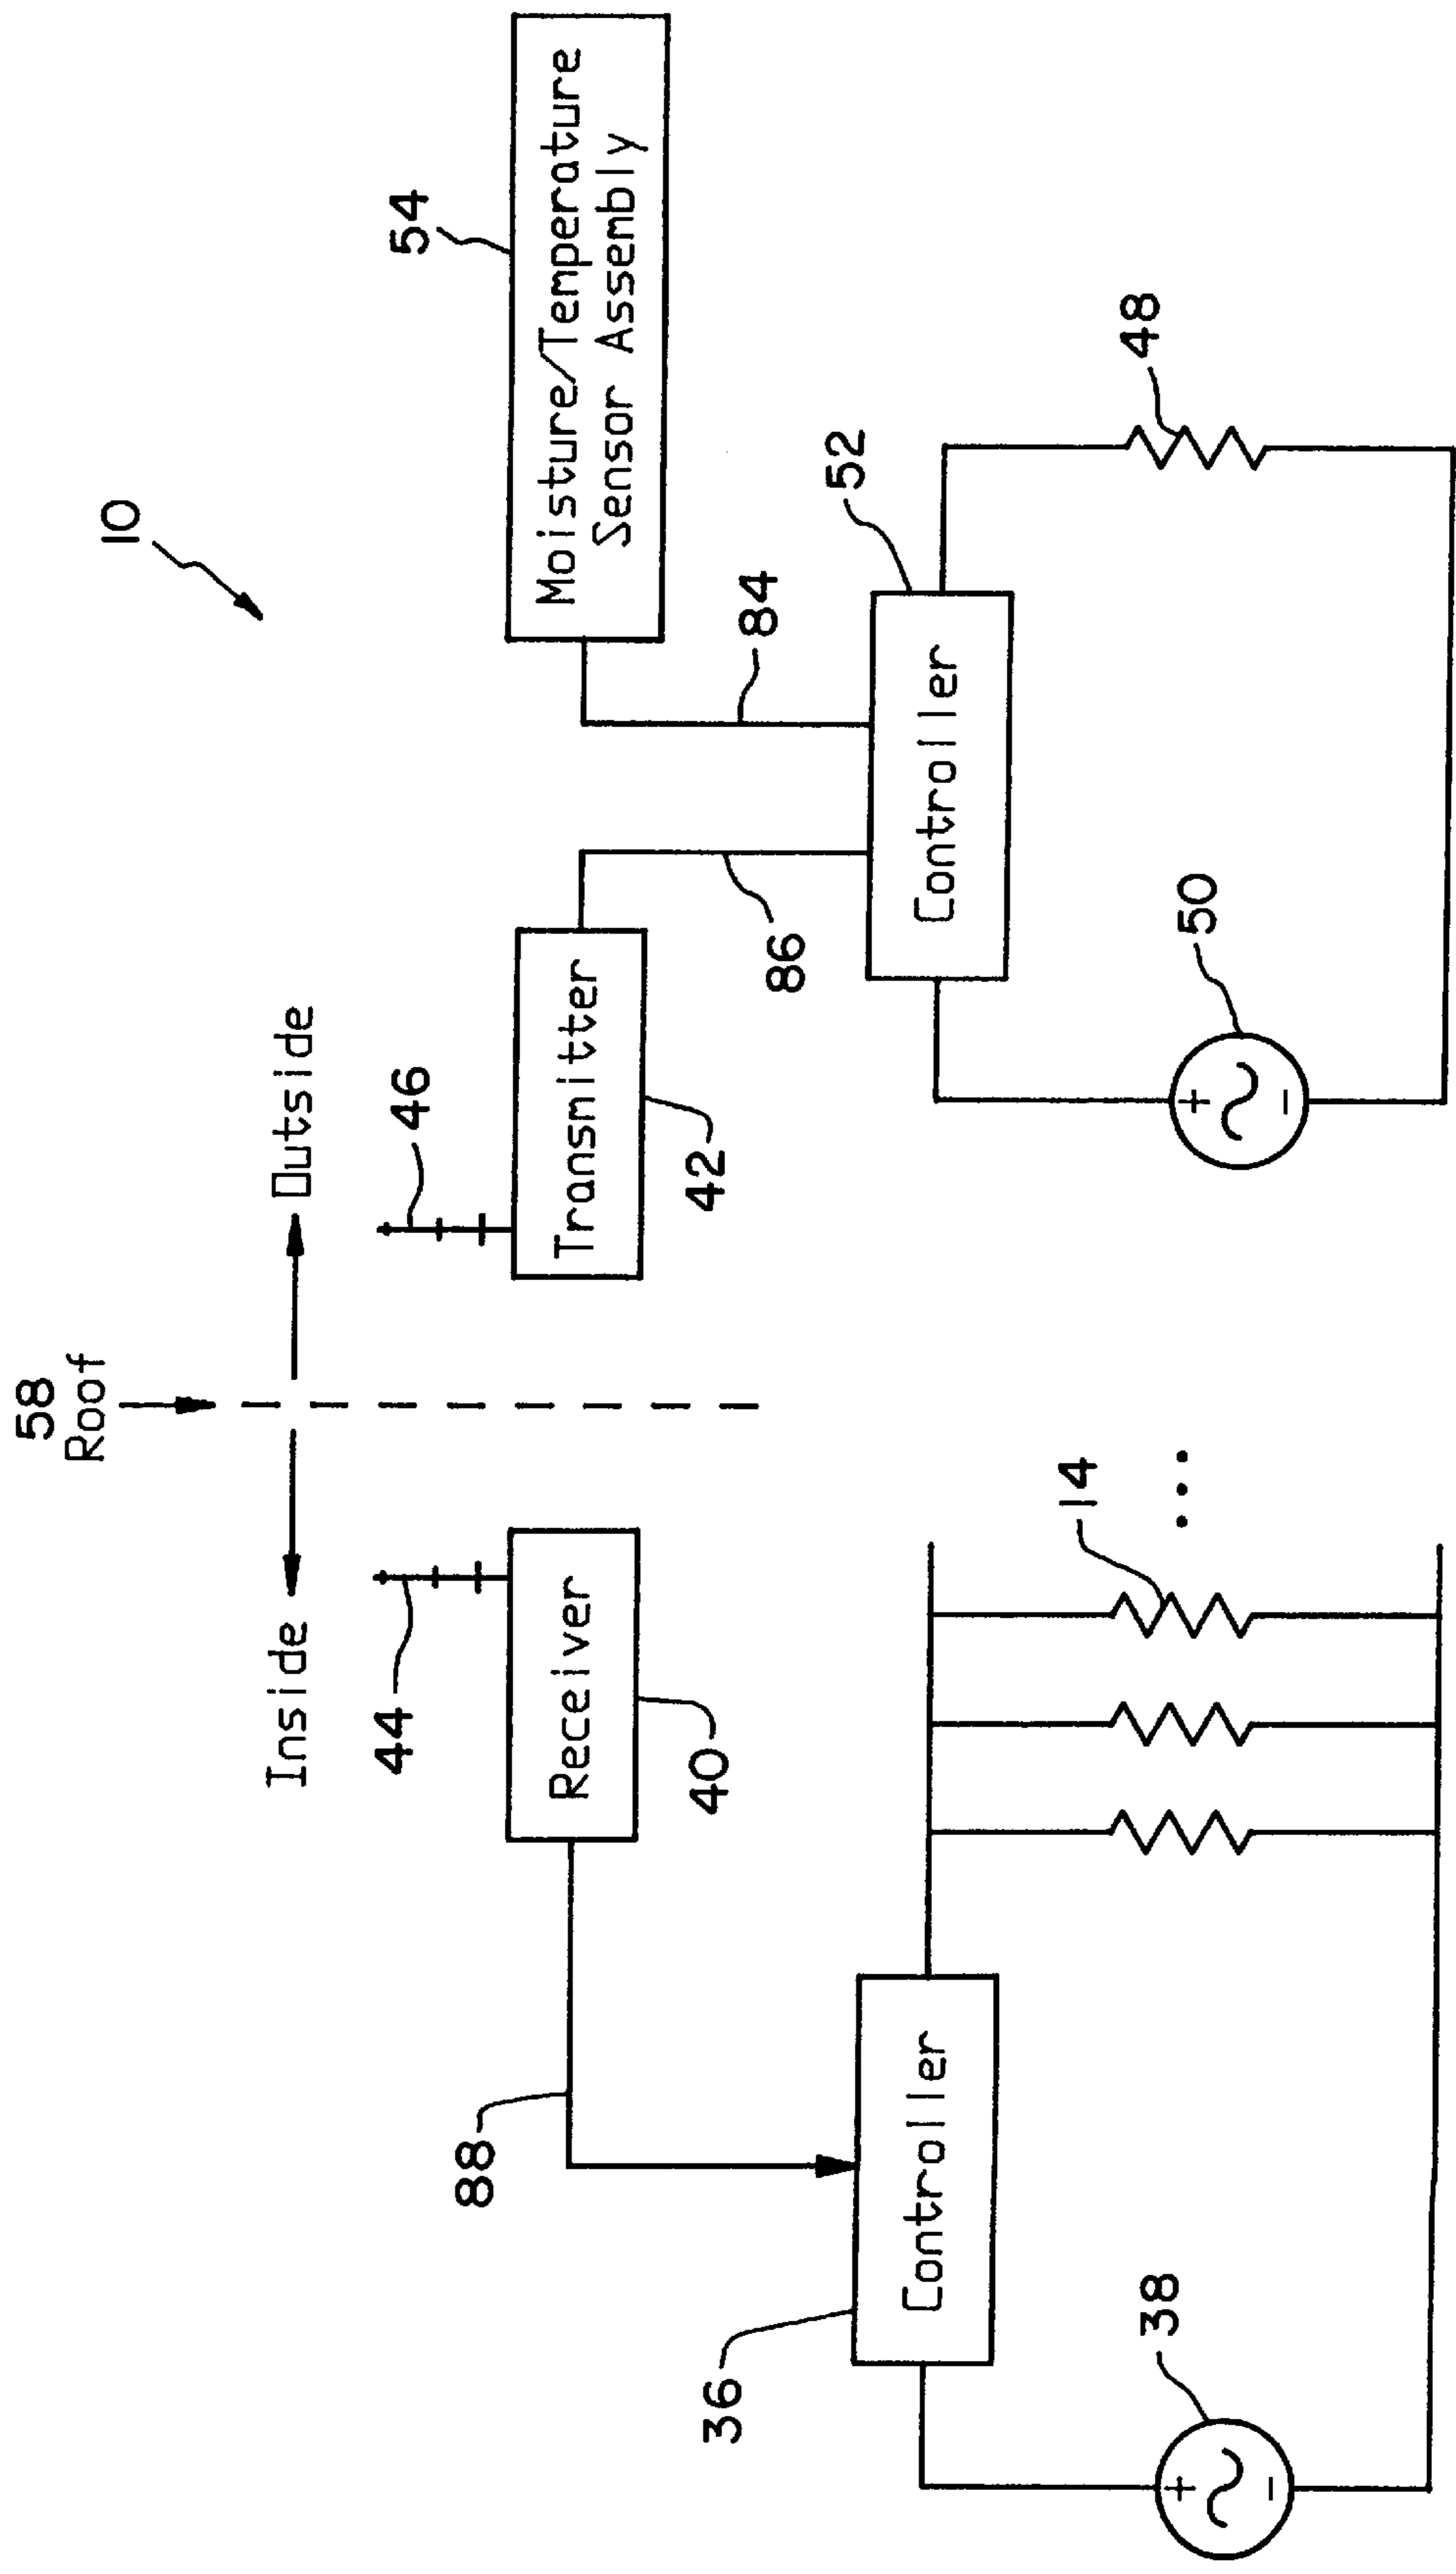 10
58
Roof
Inside
Outside
44
46
54
Receiver
Transmitter
Moisture/Temperature
Sensor Assembly
40
42
88
86
84
36
Controller
52
Controller
38
14
...
50
48
+
-
+
-